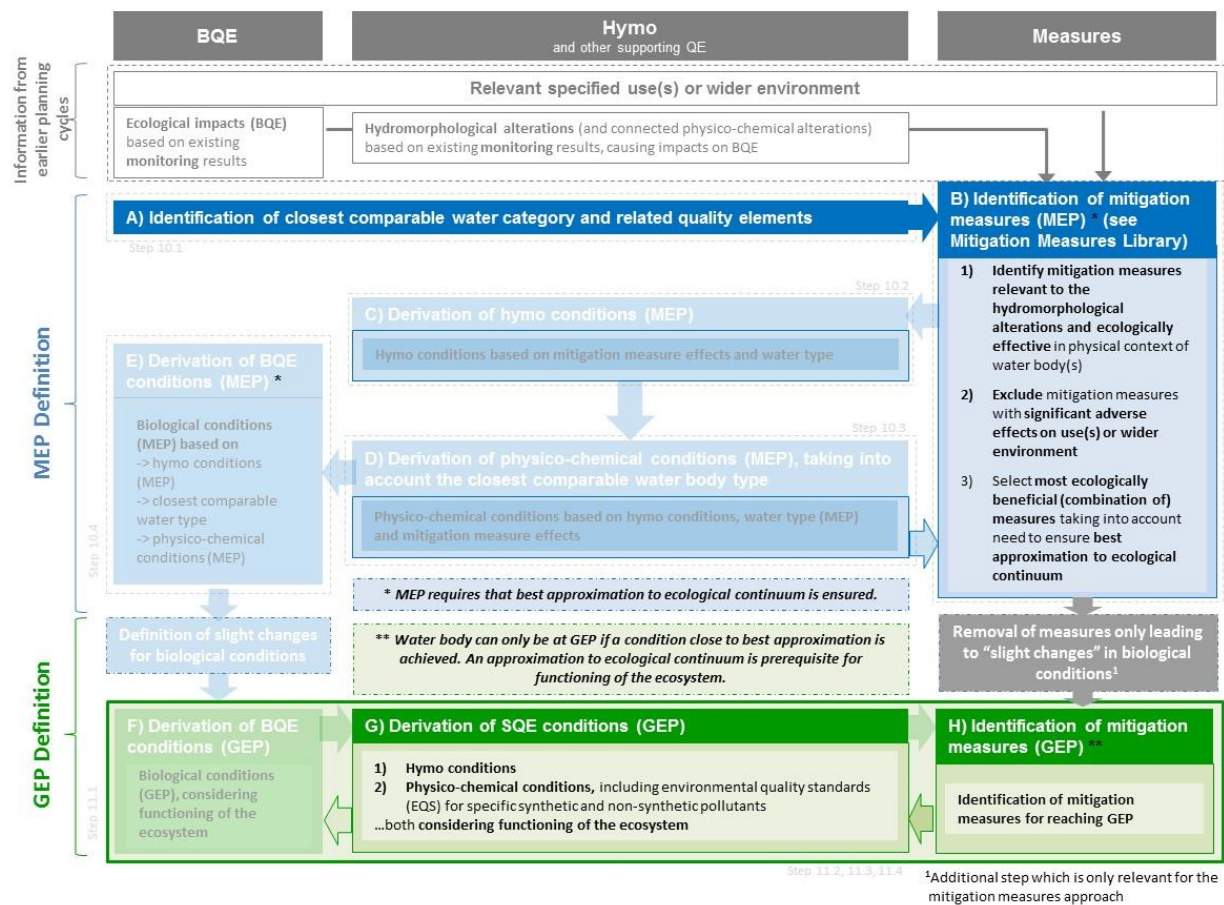 BQE
Hymo
and other supporting QE
Measures
Information from
earlier planning
cycles
Relevant specified use(s) or wider environment
Ecological impacts (BQE)
based on existing
monitoring results
Hydromorphological alterations (and connected physico-chemical alterations)
based on existing monitoring results, causing impacts on BQE
MEP Definition
A) Identification of closest comparable water category and related quality elements
Step 10.1
B) Identification of mitigation
measures (MEP) * (see
Mitigation Measures Library)
1) Identify mitigation measures
relevant to the
hydromorphological
alterations and ecologically
effective in physical context of
water body(s)
2) Exclude mitigation measures
with significant adverse
effects on use(s) or wider
environment
3) Select most ecologically
beneficial (combination of)
measures taking into account
need to ensure best
approximation to ecological
continuum
Step 10.2
C) Derivation of hymo conditions (MEP)
Hymo conditions based on mitigation measure effects and water type
Step 10.3
D) Derivation of physico-chemical conditions (MEP), taking into
account the closest comparable water body type
Physico-chemical conditions based on hymo conditions, water type (MEP)
and mitigation measure effects
E) Derivation of BQE
conditions (MEP) *
Biological conditions
(MEP) based on
-> hymo conditions
(MEP)
-> closest comparable
water type
-> physico-chemical
conditions (MEP)
Step 10.4
* MEP requires that best approximation to ecological continuum is ensured.
Definition of slight changes
for biological conditions
** Water body can only be at GEP if a condition close to best approximation is
achieved. An approximation to ecological continuum is prerequisite for
functioning of the ecosystem.
Removal of measures only leading
to “slight changes” in biological
conditions1
GEP Definition
F) Derivation of BQE
conditions (GEP)
Biological conditions
(GEP), considering
functioning of the
ecosystem
Step 11.1
G) Derivation of SQE conditions (GEP)
1) Hymo conditions
2) Physico-chemical conditions, including environmental quality standards
(EQS) for specific synthetic and non-synthetic pollutants
...both considering functioning of the ecosystem
H) Identification of mitigation
measures (GEP) **
Identification of mitigation
measures for reaching GEP
Step 11.2, 11.3, 11.4
1Additional step which is only relevant for the
mitigation measures approach